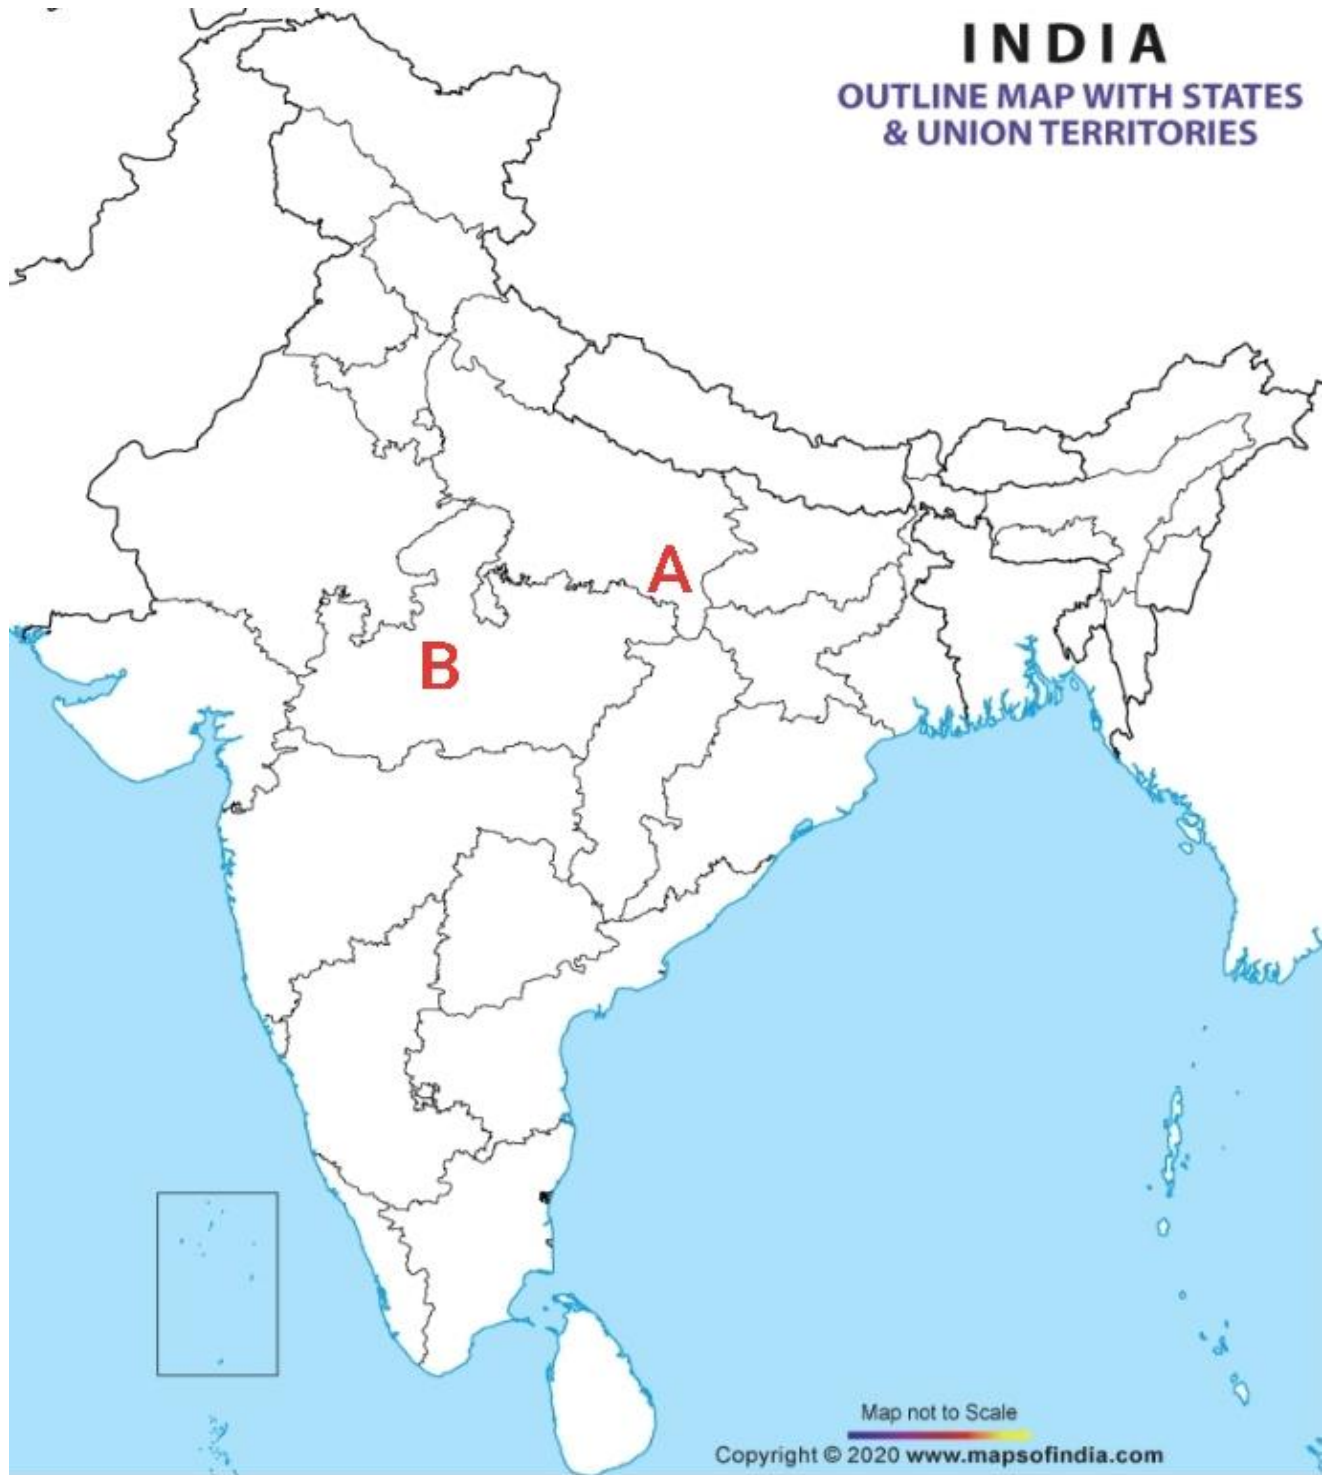 INDIA
OUTLINE MAP WITH STATES
& UNION TERRITORIES
A
B
Map not to Scale
Copyright © 2020 www.mapsofindia.com